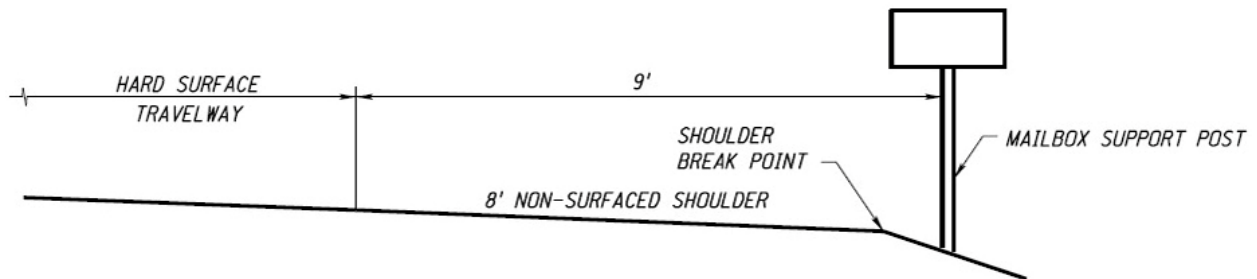 HARD SURFACE
TRAVELWAY
9'
SHOULDER
BREAK POINT
MAILBOX SUPPORT POST
8' NON-SURFACED SHOULDER